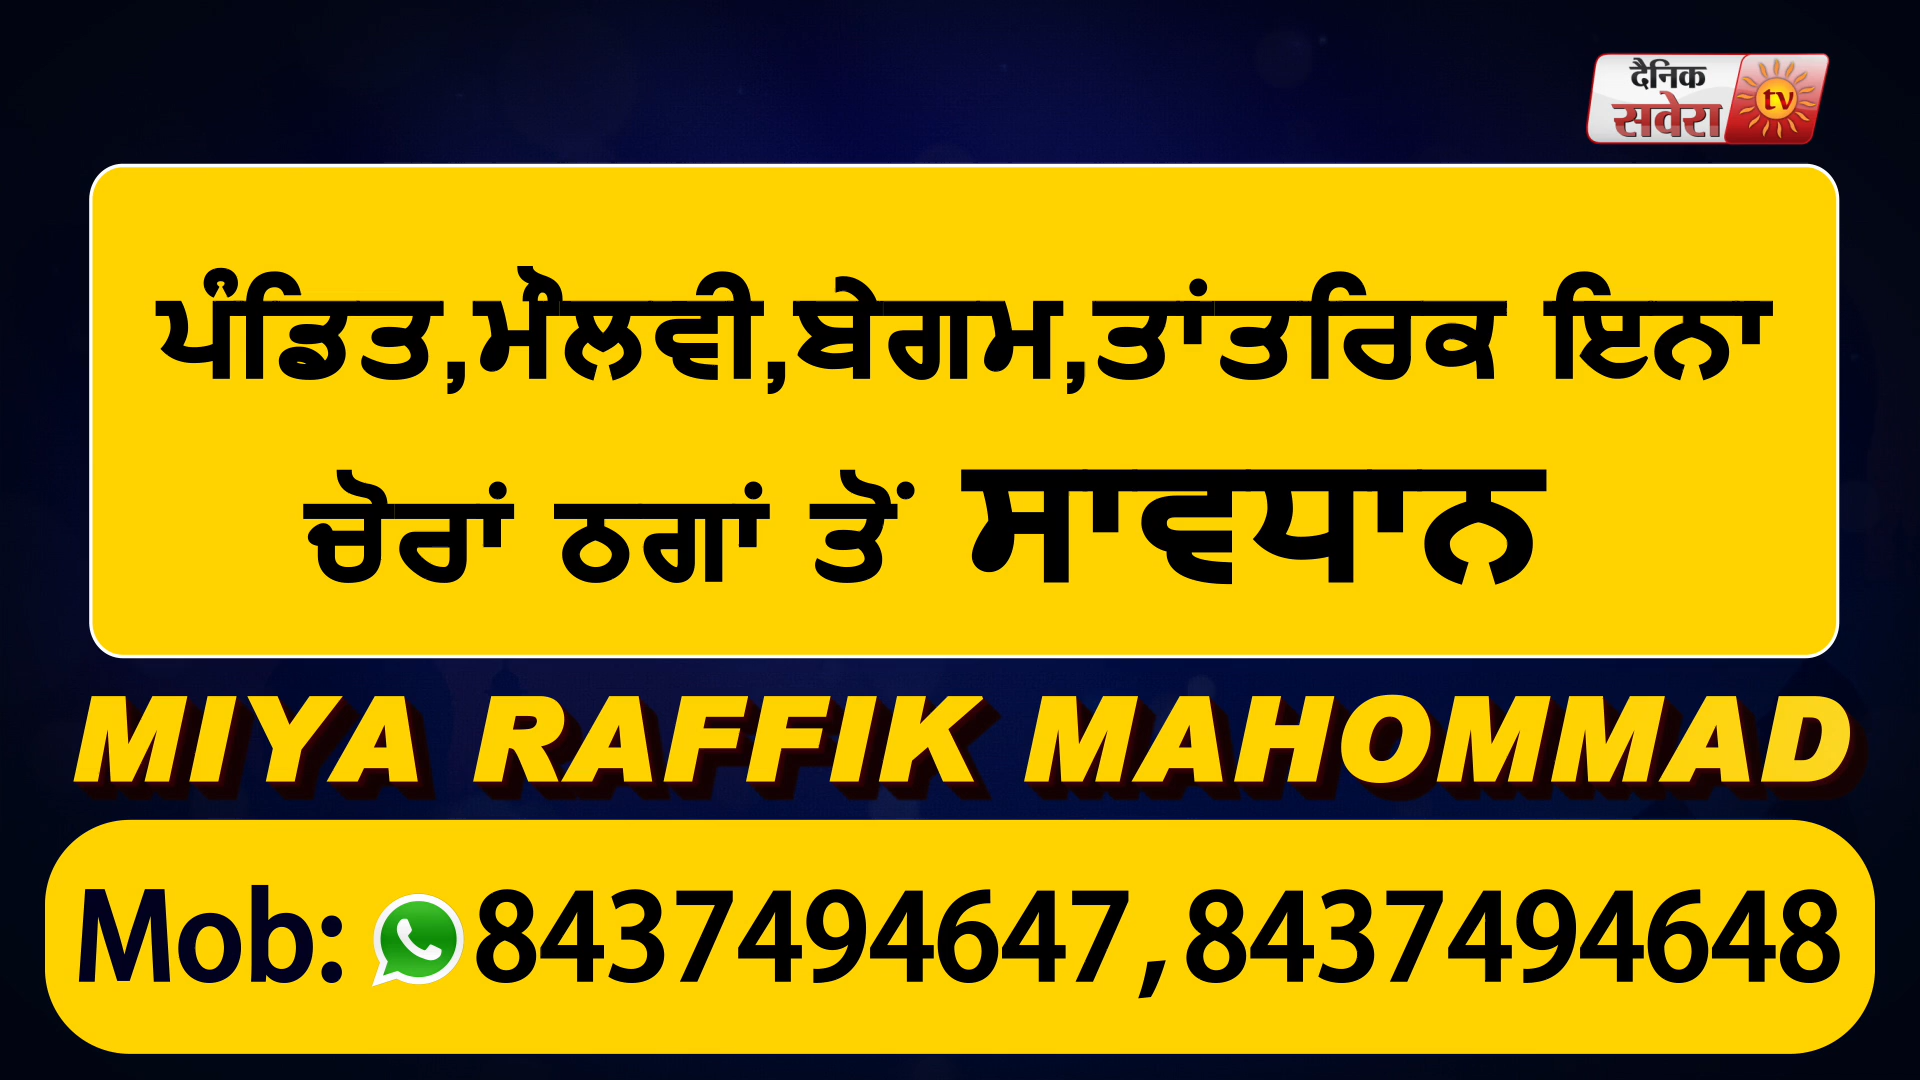 दैनिक
सवेरा tv
ਪੰਡਿਤ,ਮੌਲਵੀ,ਬੇਗਮ,ਤਾਂਤਰਿਕ ਇਨਾ
ਚੋਰਾਂ ਠਗਾਂ ਤੋਂ ਸਾਵਧਾਨ
MIYA RAFFIK MAHOMMAD
Mob: 8437494647,8437494648